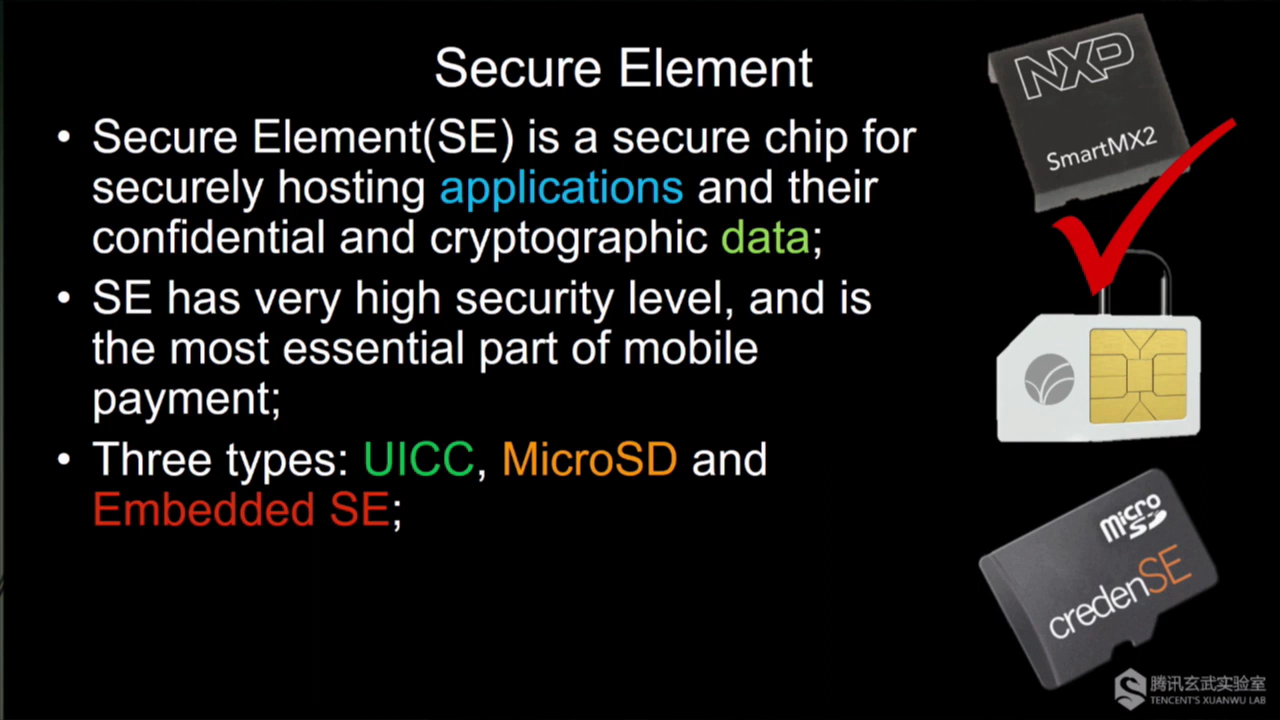 Secure Element
• Secure Element(SE) is a secure chip for
securely hosting applications and their
confidential and cryptographic data;
• SE has very high security level, and is
the most essential part of mobile
payment;
• Three types: UICC, MicroSD and
Embedded SE;
NXP
SmartMX2
micro
SD
credenSE
腾讯玄武实验室
TENCENT'S XUANWU LAB